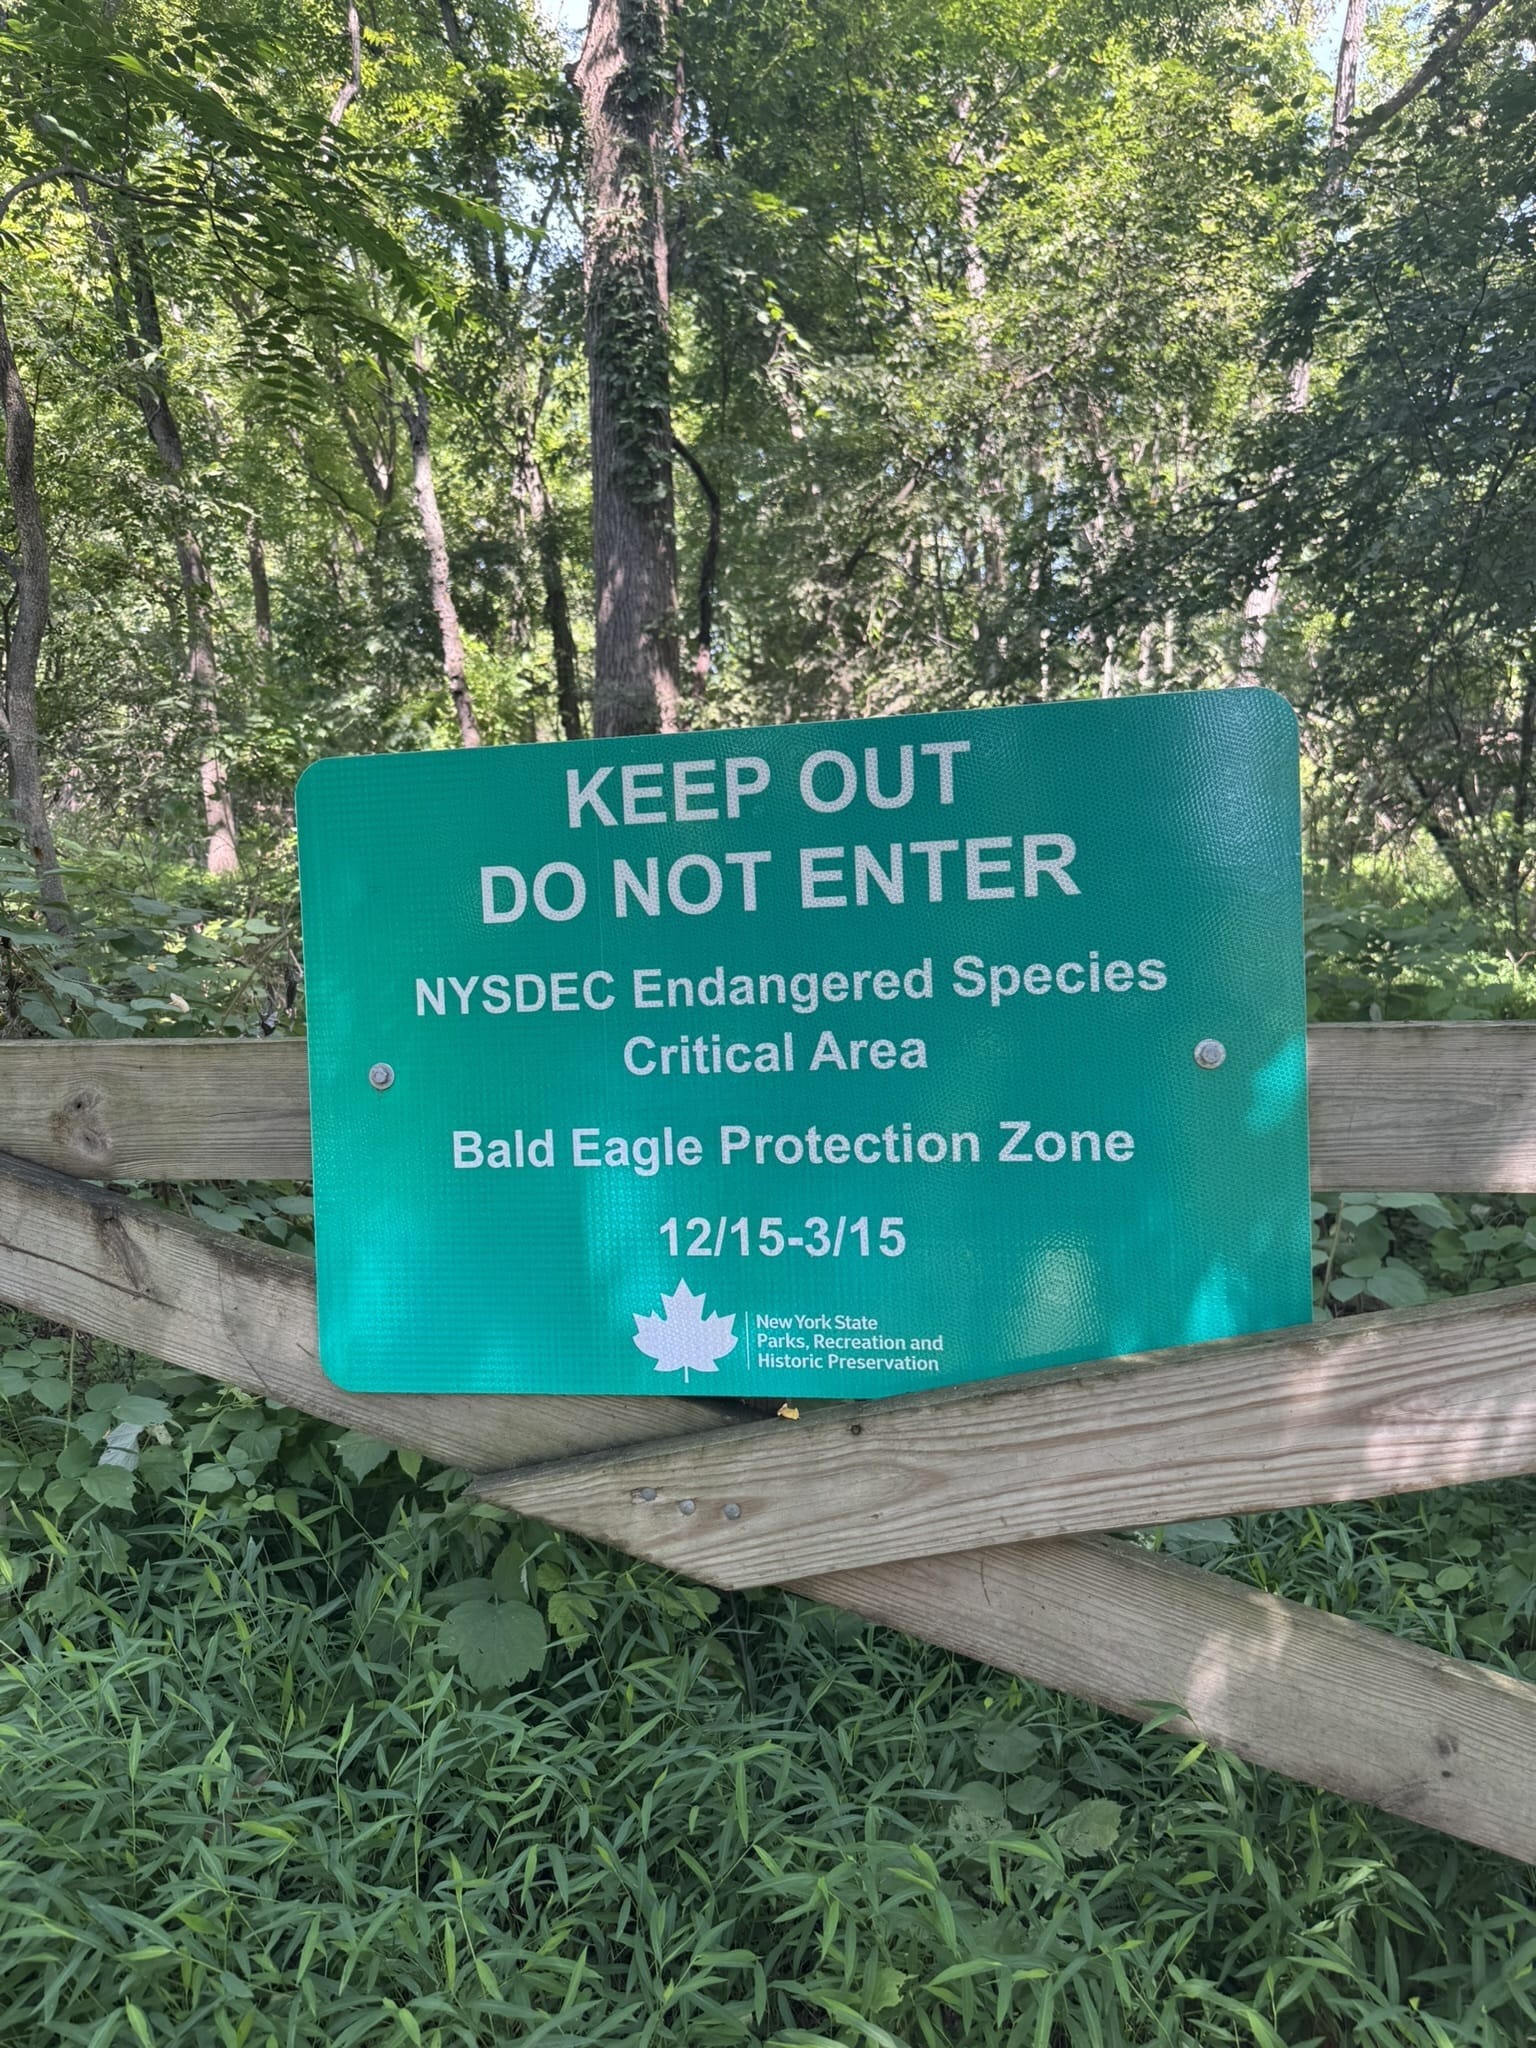 KEEP OUT
DO NOT ENTER
NYSDEC Endangered Species
Critical Area
Bald Eagle Protection Zone
12/15-3/15
New York State
Parks, Recreation and
Historic Preservation